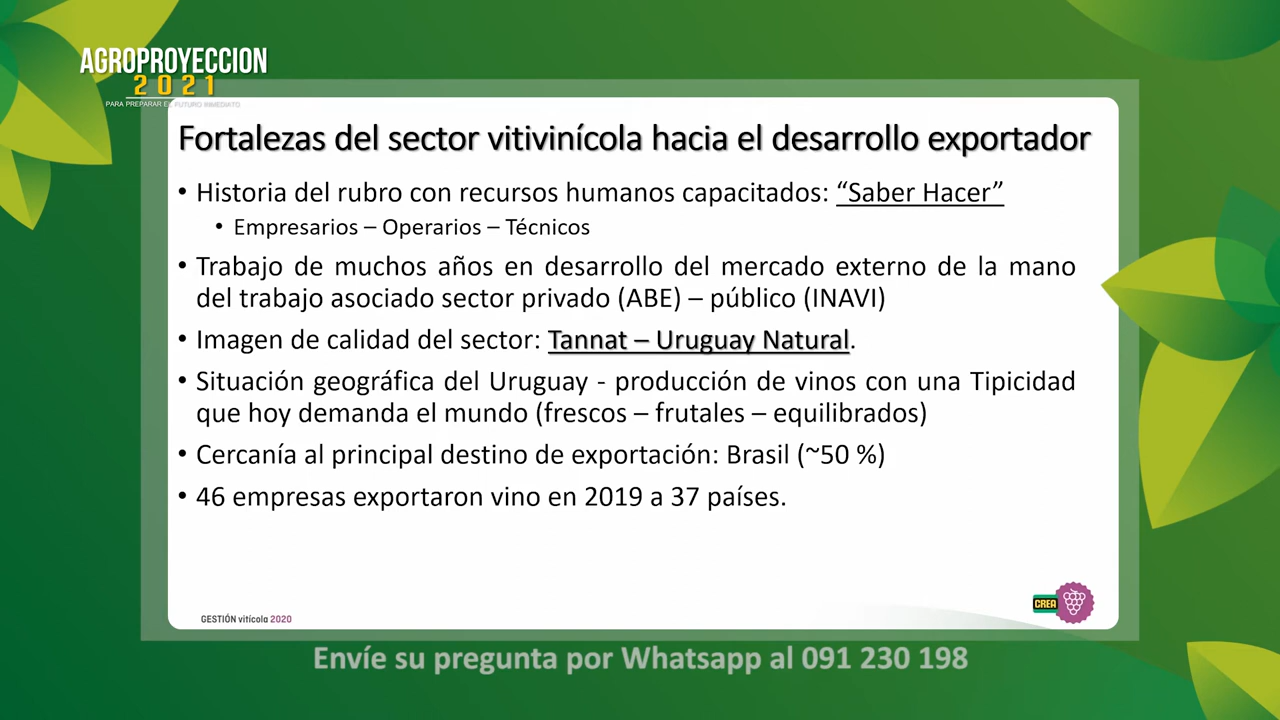 AGROPROYECCION
2021
PARA PREPARAR EL FUTURO INMEDIATO
Fortalezas del sector vitivinícola hacia el desarrollo exportador
• Historia del rubro con recursos humanos capacitados: “Saber Hacer”
• Empresarios – Operarios – Técnicos
• Trabajo de muchos años en desarrollo del mercado externo de la mano
del trabajo asociado sector privado (ABE) – público (INAVI)
• Imagen de calidad del sector: Tannat – Uruguay Natural.
• Situación geográfica del Uruguay - producción de vinos con una Tipicidad
que hoy demanda el mundo (frescos – frutales – equilibrados)
• Cercanía al principal destino de exportación: Brasil (~50 %)
• 46 empresas exportaron vino en 2019 a 37 países.
GESTIÓN vitícola 2020
CREA
Envíe su pregunta por Whatsapp al 091 230 198